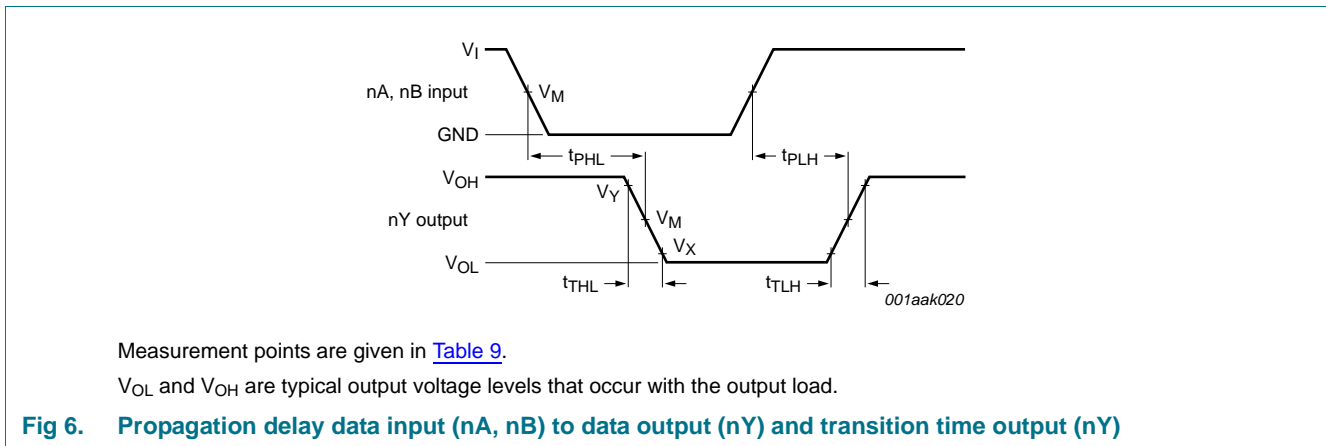 VI
nA, nB input
VM
GND
tPHL
tPLH
VOH
VY
nY output
VM
VX
VOL
tTHL
tTLH
001aak020
Measurement points are given in Table 9.
VOL and VOH are typical output voltage levels that occur with the output load.
Fig 6. Propagation delay data input (nA, nB) to data output (nY) and transition time output (nY)